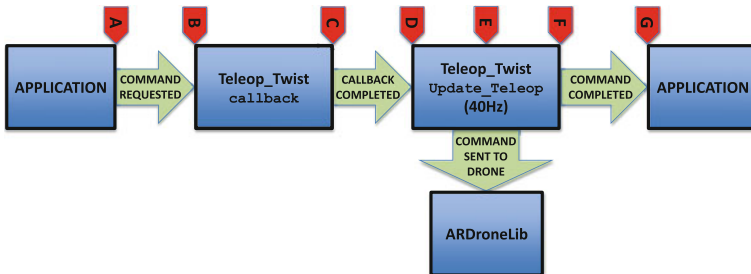 A
B
C
D
E
F
G
APPLICATION
COMMAND
REQUESTED
Teleop_Twist
callback
CALLBACK
COMPLETED
Teleop_Twist
Update_Teleop
(40Hz)
COMMAND
COMPLETED
APPLICATION
COMMAND
SENT TO
DRONE
ARDroneLib